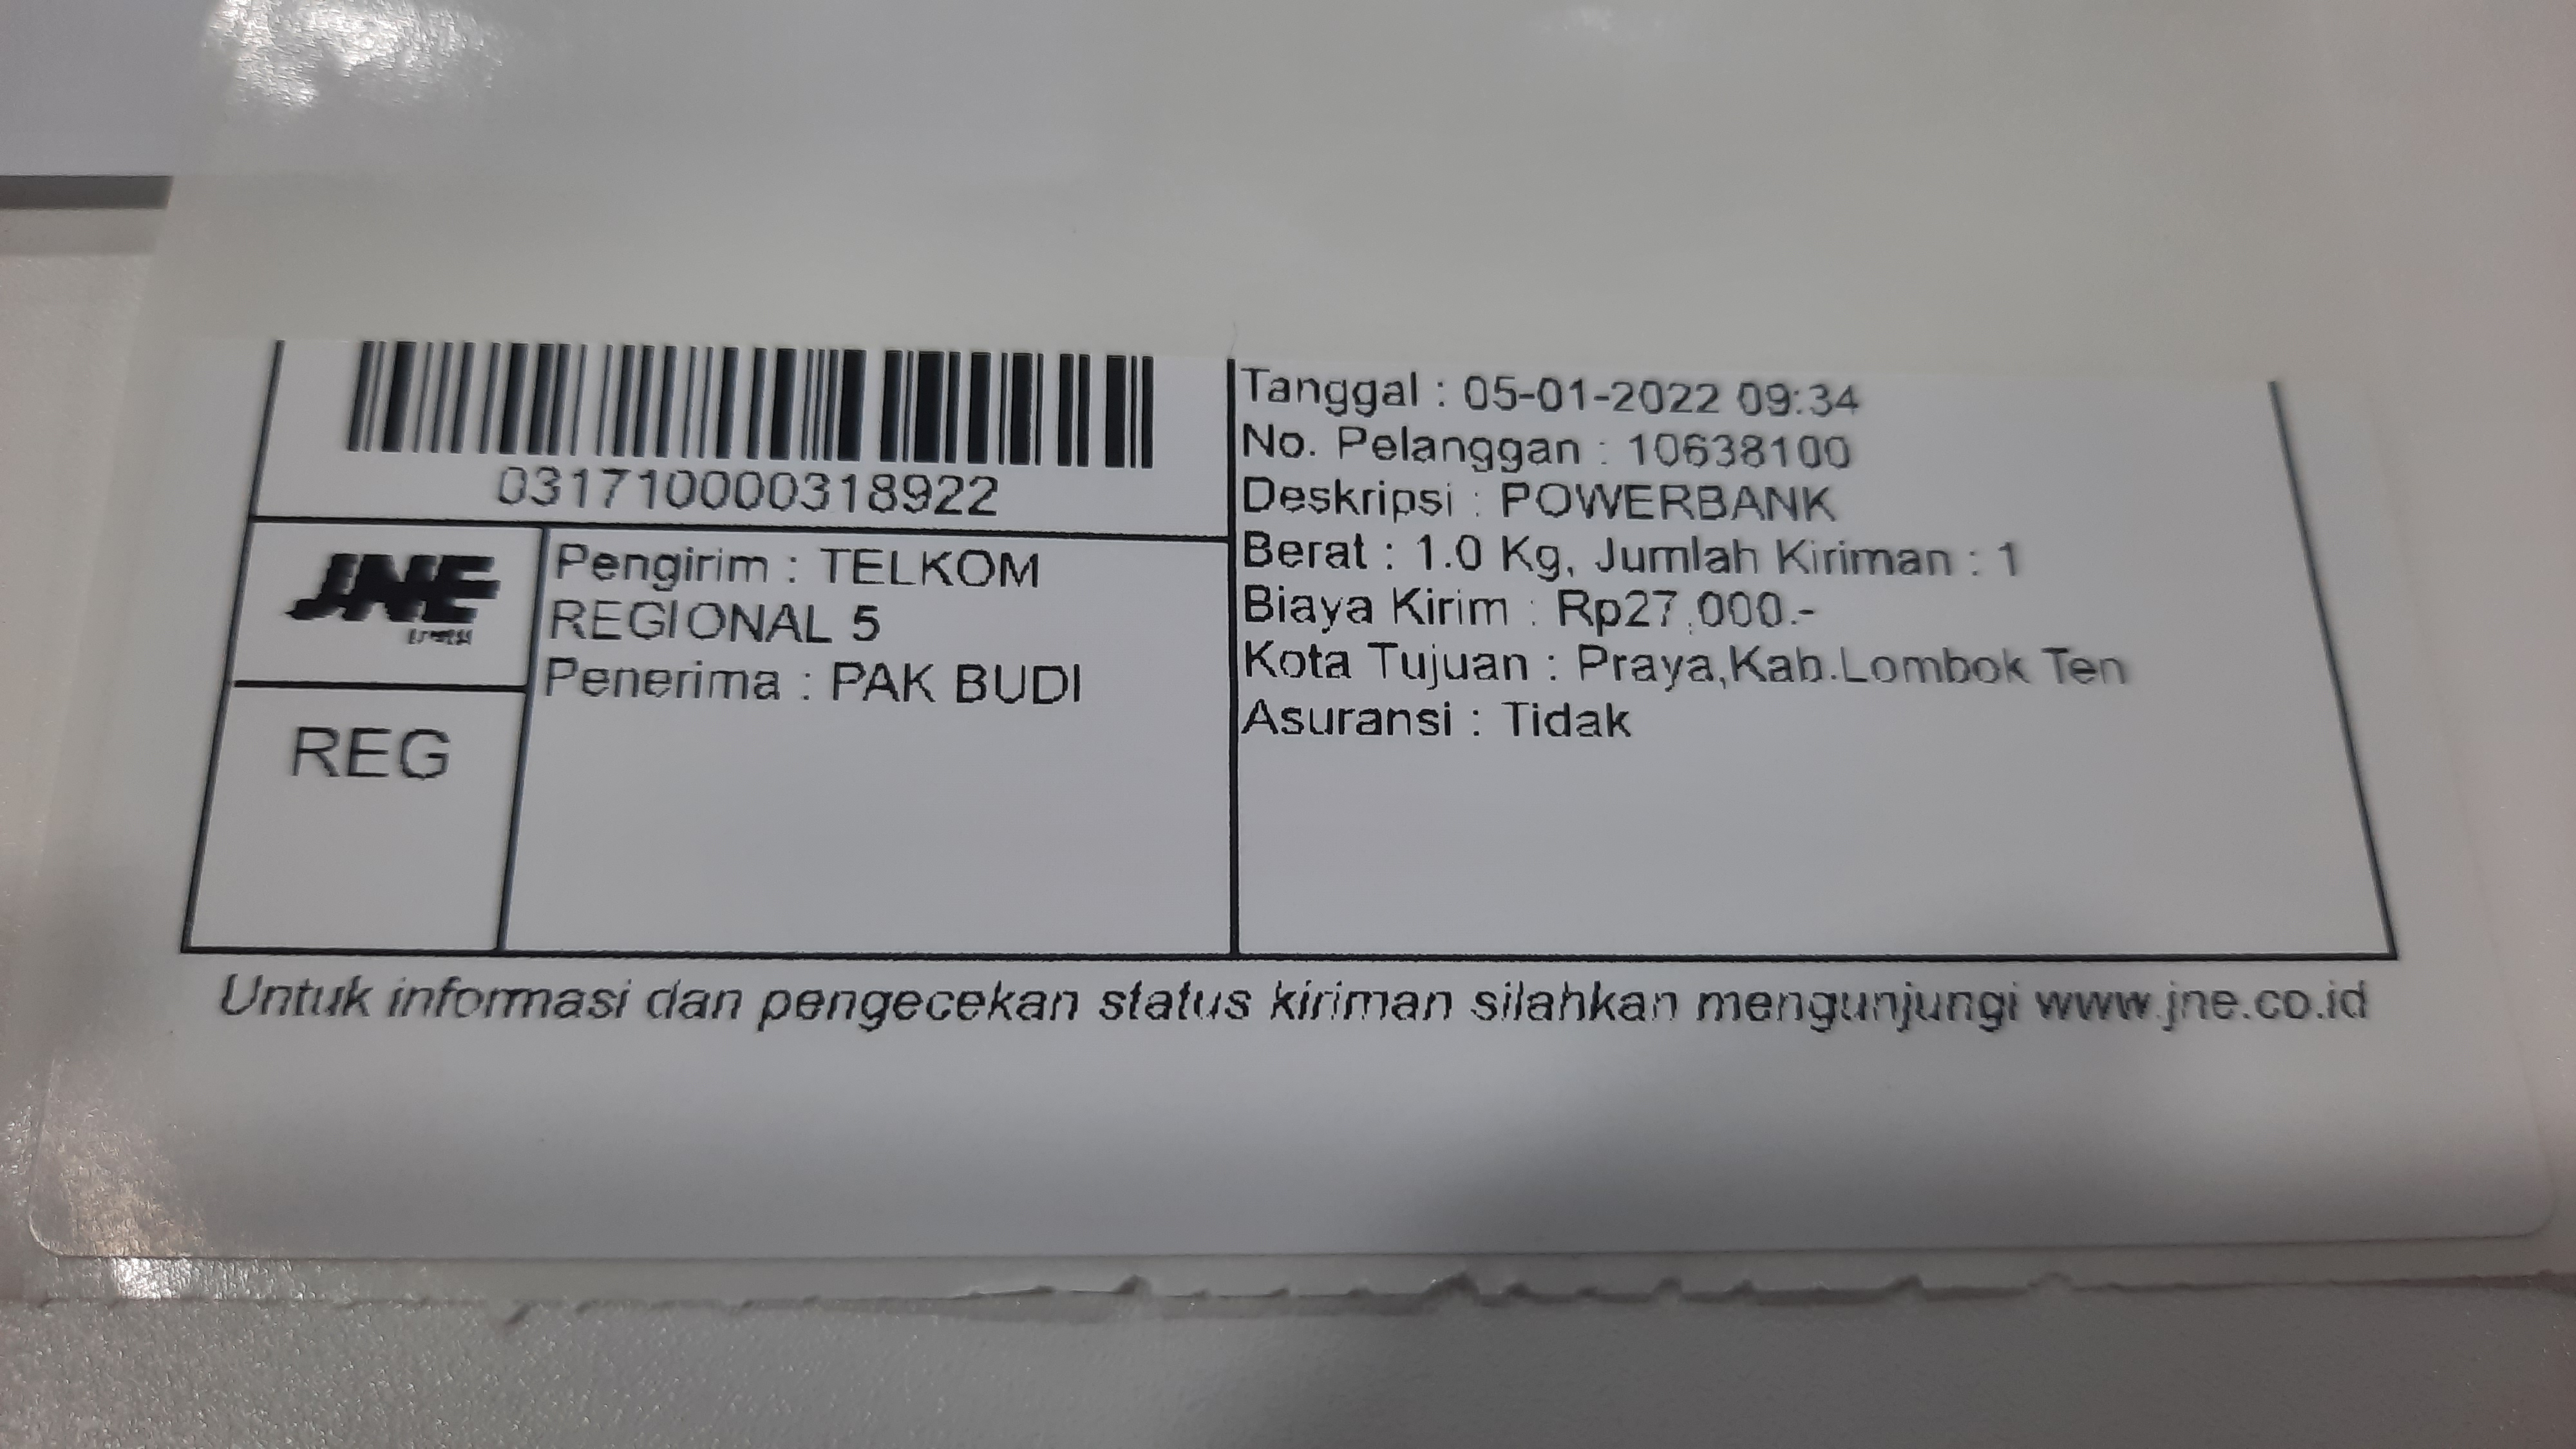 0317100003189​22
Tanggal : 05-01-2022 09:34
No. Pelanggan : 10638100
Deskripsi : POWERBANK
Berat : 1.0 Kg, Jumlah Kiriman : 1
Biaya Kirim : Rp27.000.-
Kota Tujuan : Praya,Kab.Lombok Ten
Asuransi : Tidak
JNE
Pengirim : TELKOM
REGIONAL 5
Penerima : PAK BUDI
REG
Untuk informasi dan pengecekan status kiriman silahkan mengunjungi www.jne.co.id